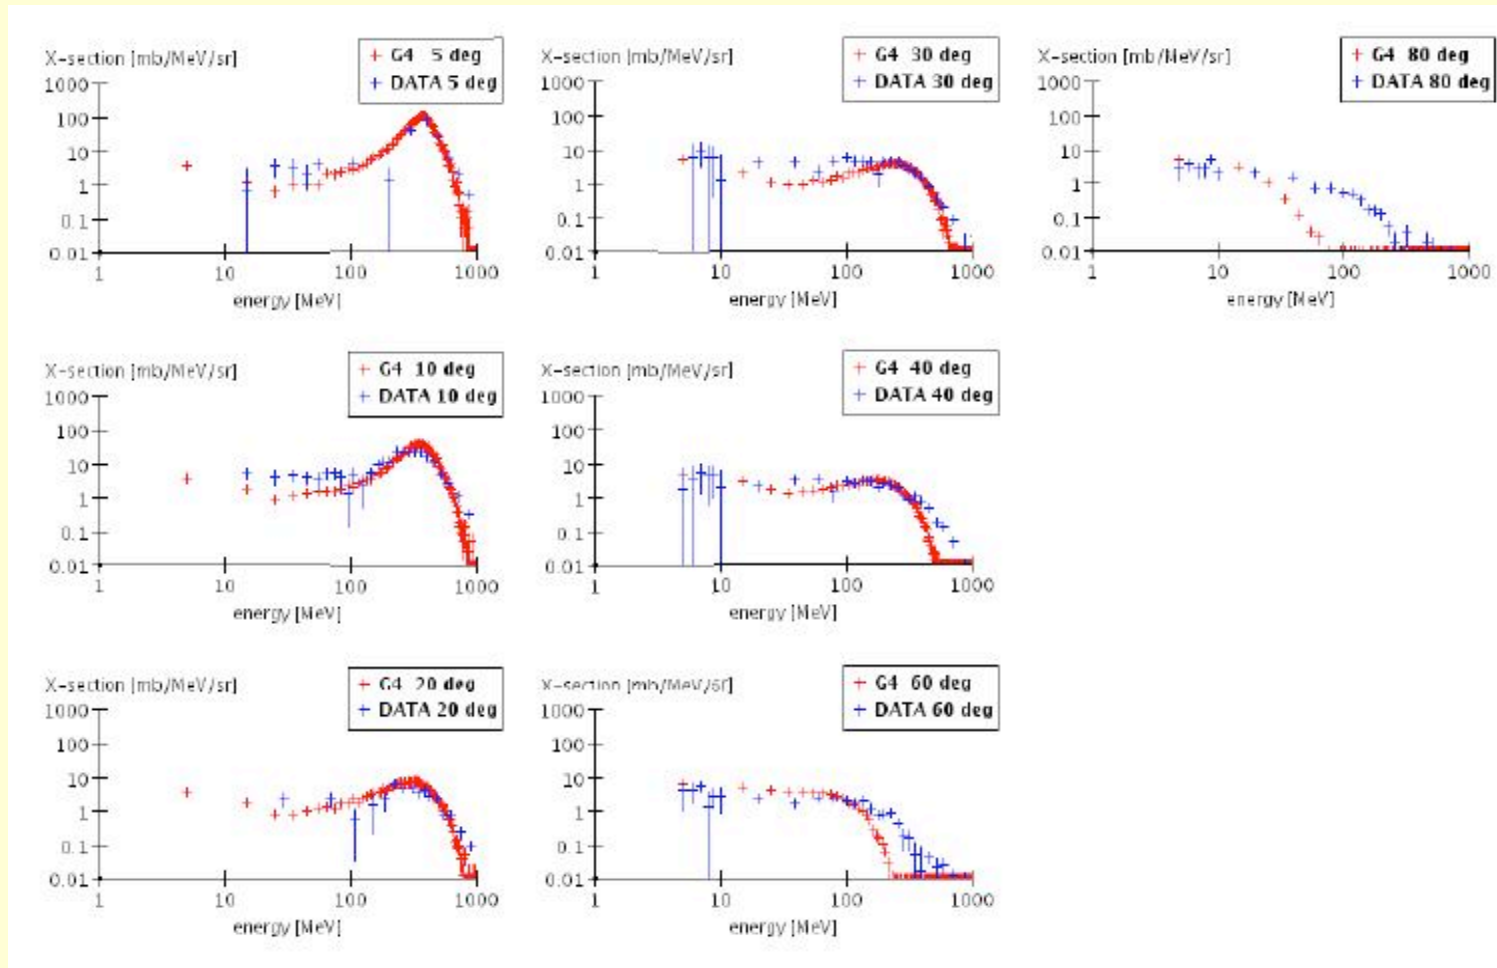 X-section [mb/MeV/sr]
G4 5 deg
DATA 5 deg
1000
100
10
1
0.1
0.01
1 10 100 1000
energy [MeV]
X-section [mb/MeV/sr]
G4 30 deg
DATA 30 deg
1000
100
10
1
0.1
0.01
1 10 100 1000
energy [MeV]
X-section [mb/MeV/sr]
G4 80 deg
DATA 80 deg
1000
100
10
1
0.1
0.01
1 10 100 1000
energy [MeV]
X-section [mb/MeV/sr]
G4 10 deg
DATA 10 deg
1000
100
10
1
0.1
0.01
1 10 100 1000
energy [MeV]
X-section [mb/MeV/sr]
G4 40 deg
DATA 40 deg
1000
100
10
1
0.1
0.01
1 10 100 1000
energy [MeV]
X-section [mb/MeV/sr]
G4 20 deg
DATA 20 deg
1000
100
10
1
0.1
0.01
1 10 100 1000
energy [MeV]
X-section [mb/MeV/sr]
G4 60 deg
DATA 60 deg
1000
100
10
1
0.1
0.01
1 10 100 1000
energy [MeV]